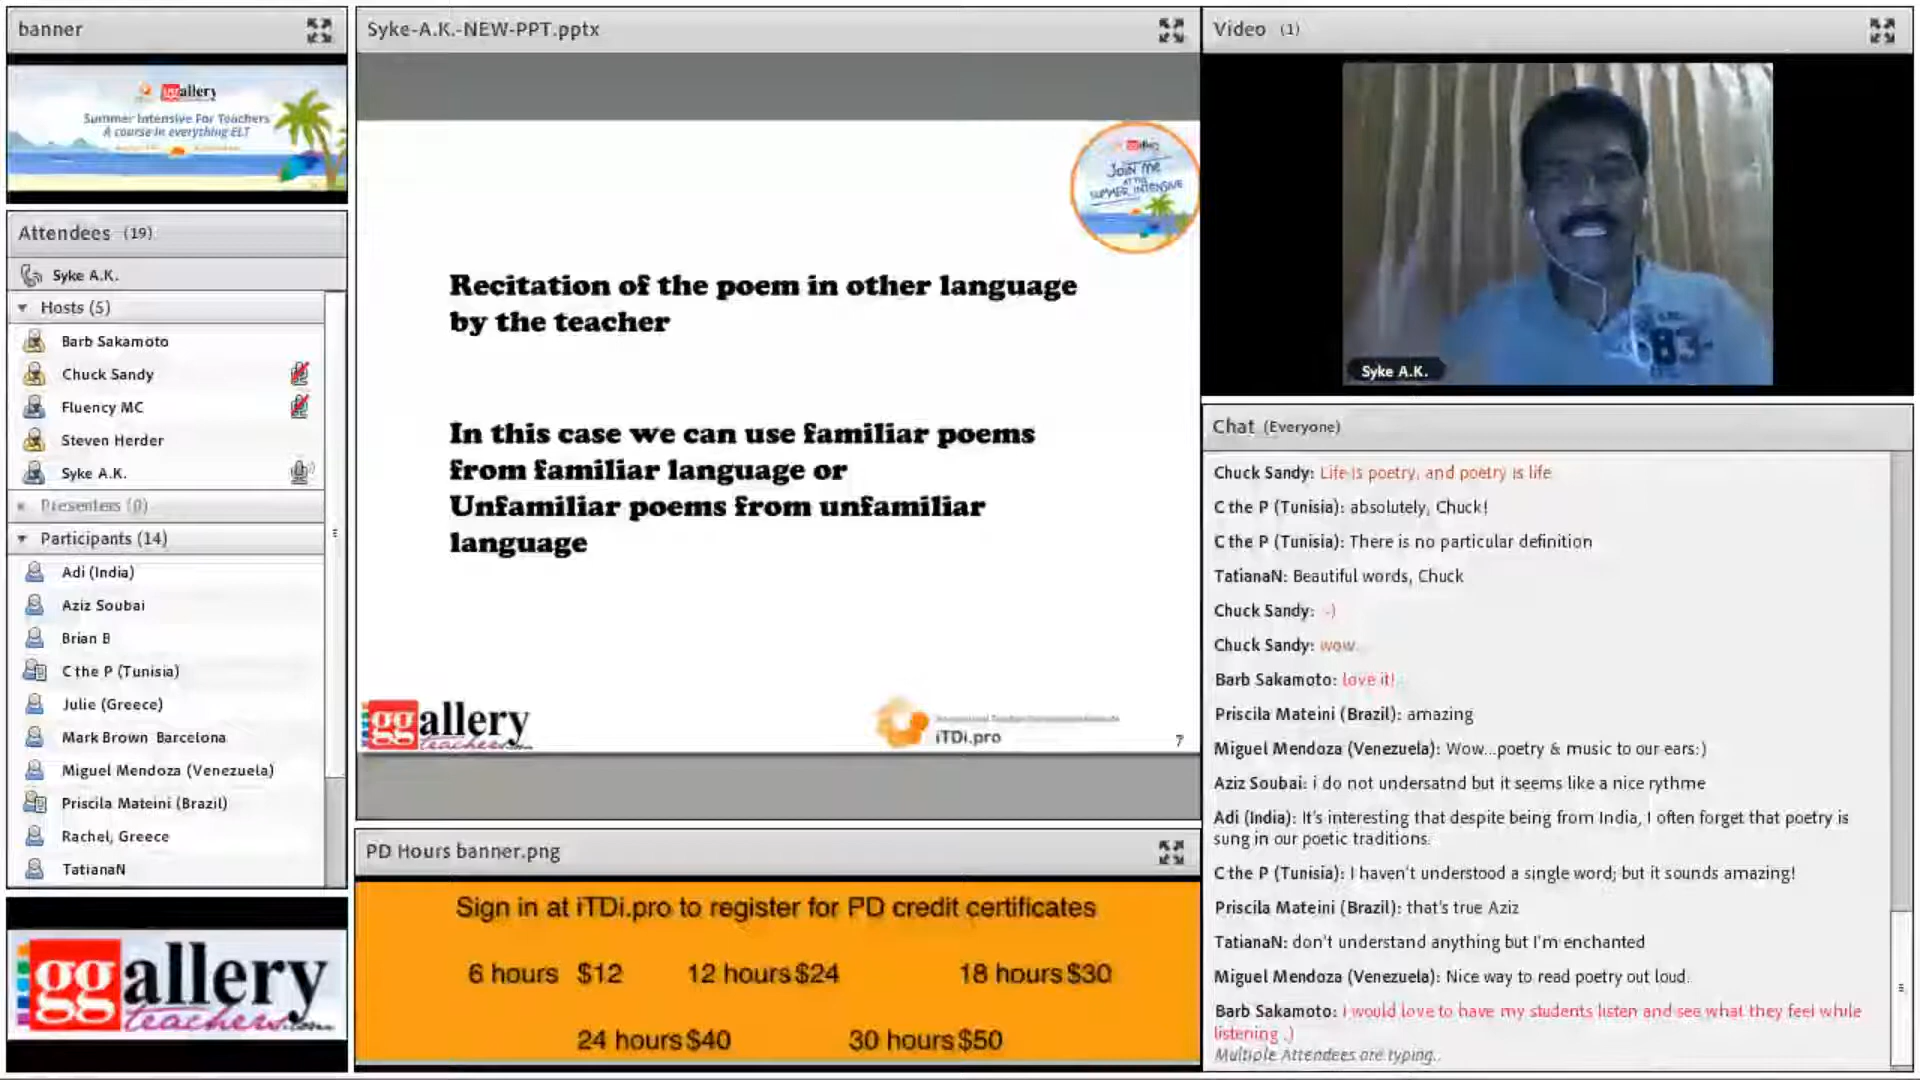 banner
ggallery
Summer Intensive For Teachers
A course in everything ELT
Attendees (19)
Syke A.K.
Hosts (5)
Barb Sakamoto
Chuck Sandy
Fluency MC
Steven Herder
Syke A.K.
Presenters (0)
Participants (14)
Adi (India)
Aziz Soubai
Brian B
C the P (Tunisia)
Julie (Greece)
Mark Brown Barcelona
Miguel Mendoza (Venezuela)
Priscila Mateini (Brazil)
Rachel, Greece
TatianaN
ggallery
teachers.com
Syke-A.K.-NEW-PPT.pptx
JOIN ME
AT THE
SUMMER INTENSIVE
Recitation of the poem in other language
by the teacher
In this case we can use familiar poems
from familiar language or
Unfamiliar poems from unfamiliar
language
ggallery
teachers.com
iTDi.pro
7
PD Hours banner.png
Sign in at iTDi.pro to register for PD credit certificates
6 hours $12 12 hours $24 18 hours $30
24 hours $40 30 hours $50
Video (1)
83
Syke A.K.
Chat (Everyone)
Chuck Sandy: Life is poetry, and poetry is life
C the P (Tunisia): absolutely, Chuck!
C the P (Tunisia): There is no particular definition
TatianaN: Beautiful words, Chuck
Chuck Sandy: :-)
Chuck Sandy: wow.
Barb Sakamoto: love it!
Priscila Mateini (Brazil): amazing
Miguel Mendoza (Venezuela): Wow...poetry & music to our ears:)
Aziz Soubai: i do not undersatnd but it seems like a nice rythme
Adi (India): It's interesting that despite being from India, I often forget that poetry is
sung in our poetic traditions.
C the P (Tunisia): I haven't understood a single word; but it sounds amazing!
Priscila Mateini (Brazil): that's true Aziz
TatianaN: don't understand anything but I'm enchanted
Miguel Mendoza (Venezuela): Nice way to read poetry out loud.
Barb Sakamoto: I would love to have my students listen and see what they feel while
listening :)
Multiple Attendees are typing..